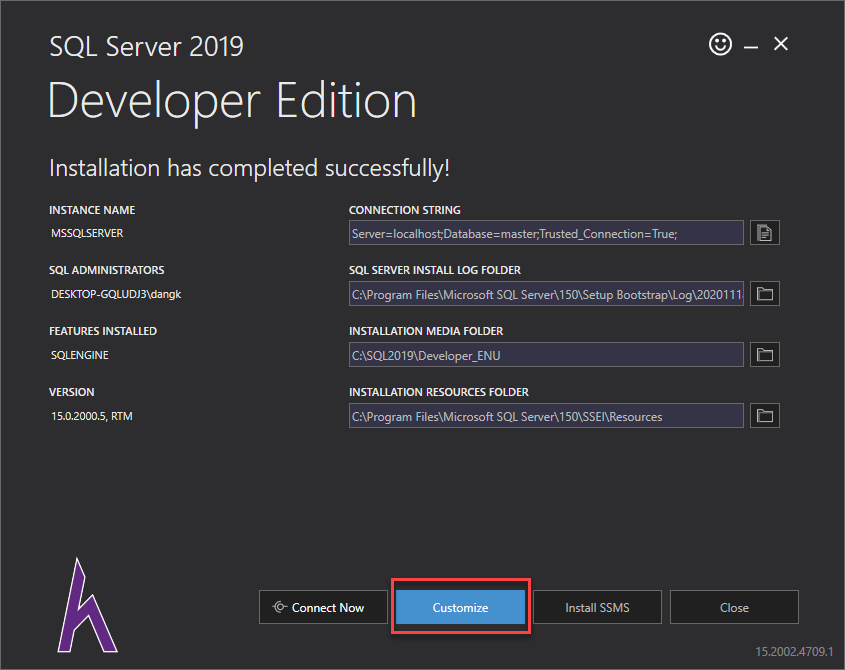 SQL Server 2019
Developer Edition
Installation has completed successfully!
INSTANCE NAME
MSSQLSERVER
CONNECTION STRING
Server=localhost;Database=master;Trusted_Connection=True;
SQL ADMINISTRATORS
DESKTOP-GQLUDJ3\dangk
SQL SERVER INSTALL LOG FOLDER
C:\Program Files\Microsoft SQL Server\150\Setup Bootstrap\Log\2020111
FEATURES INSTALLED
SQLENGINE
INSTALLATION MEDIA FOLDER
C:\SQL2019\Developer_ENU
VERSION
15.0.2000.5, RTM
INSTALLATION RESOURCES FOLDER
C:\Program Files\Microsoft SQL Server\150\SSEI\Resources
Connect Now
Customize
Install SSMS
Close
15.2002.4709.1